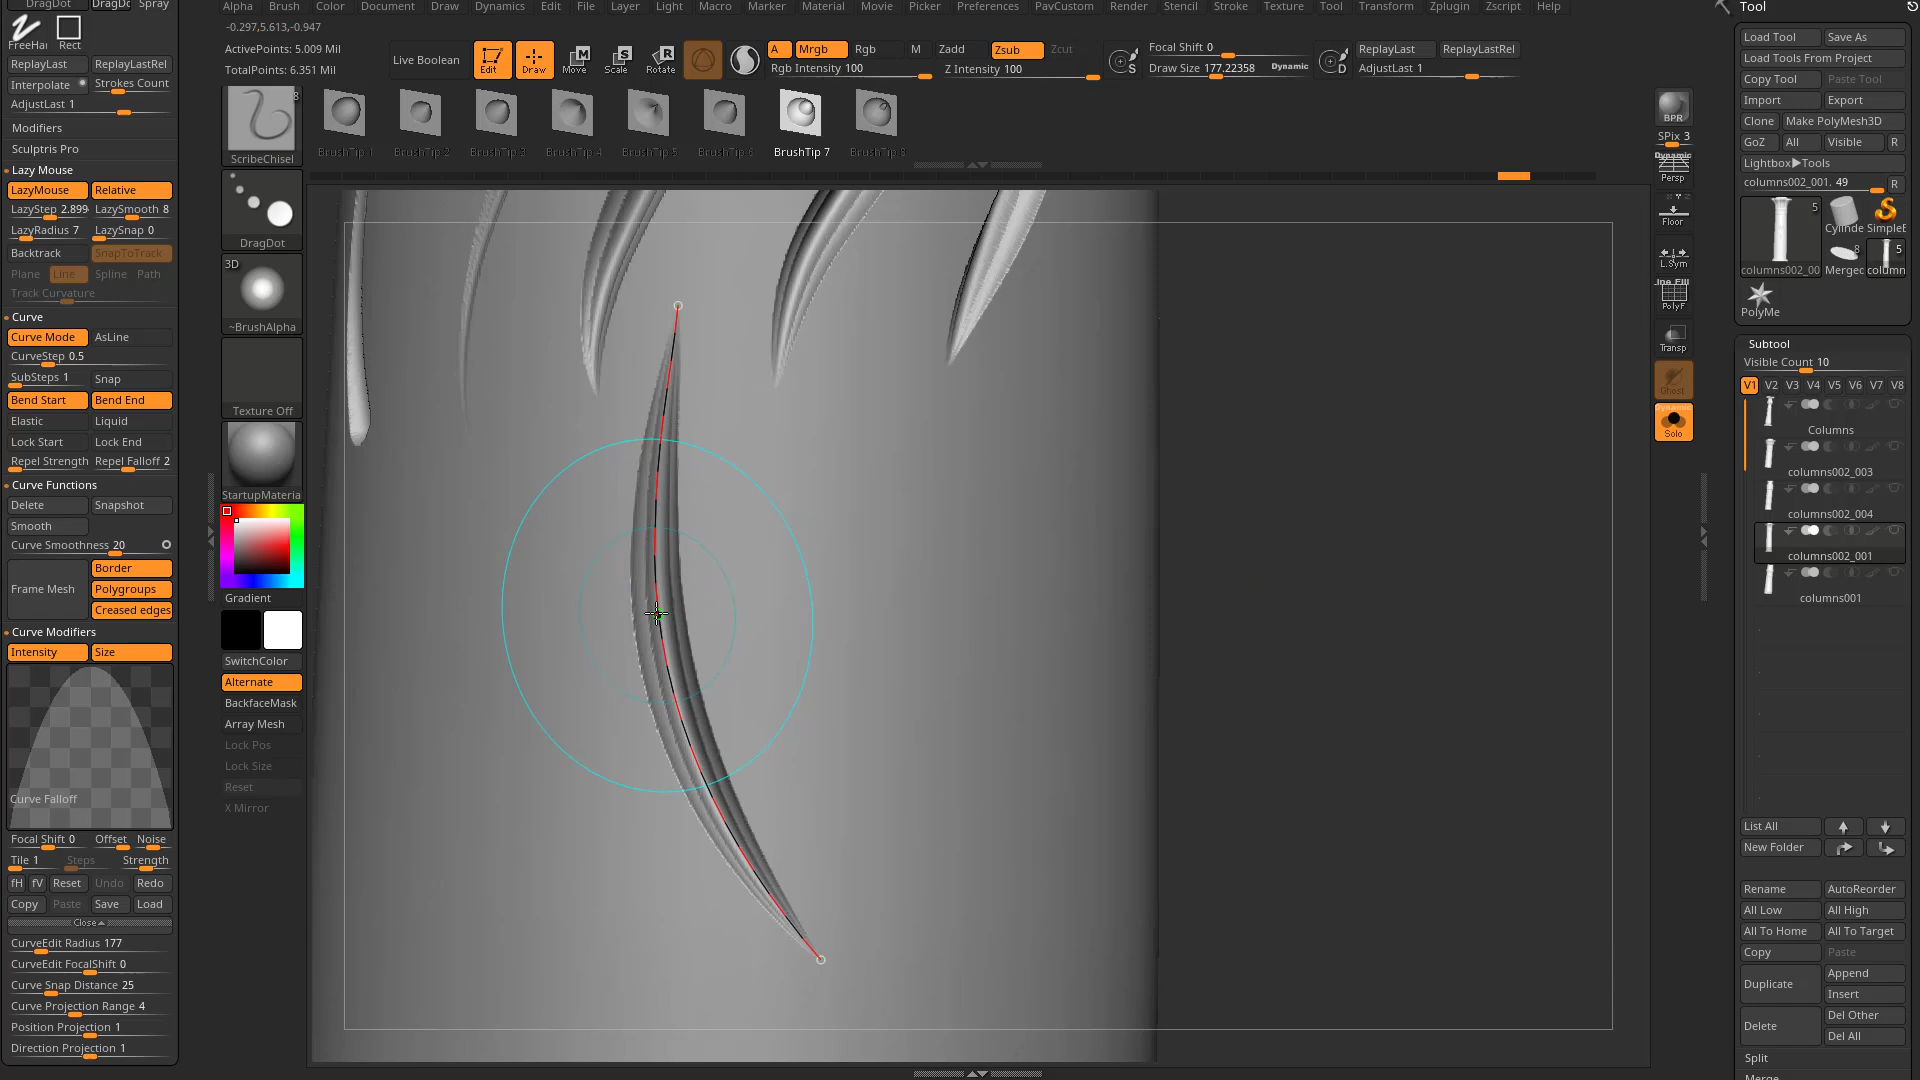 Alpha Brush Color Document Draw Dynamics Edit File Layer Light Macro Marker Material Movie Picker Preferences PavCustom Render Stencil Stroke Texture Tool Transform Zplugin Zscript Help
-0.297,5.613,-0.947
ActivePoints: 5.009 Mil
TotalPoints: 6.351 Mil
Live Boolean
Edit
Draw
Move
Scale
Rotate
A
Mrgb
Rgb
M
Rgb Intensity 100
Zadd
Zsub
Zcut
Z Intensity 100
S
Focal Shift 0
Draw Size 177.22358
Dynamic
D
ReplayLast
ReplayLastRel
AdjustLast 1
BrushTip 1
BrushTip 2
BrushTip 3
BrushTip 4
BrushTip 5
BrushTip 6
BrushTip 7
BrushTip 8
DragDot
Spray
FreeHa
Rect
ReplayLast
ReplayLastRel
Interpolate
Strokes Count
AdjustLast 1
Modifiers
Sculptris Pro
Lazy Mouse
LazyMouse
Relative
LazyStep 2.899
LazySmooth 8
LazyRadius 7
LazySnap 0
Backtrack
SnapToTrack
Plane
Line
Spline
Path
Track Curvature
Curve
Curve Mode
AsLine
CurveStep 0.5
SubSteps 1
Snap
Bend Start
Bend End
Elastic
Liquid
Lock Start
Lock End
Repel Strength
Repel Falloff 2
Curve Functions
Delete
Snapshot
Smooth
Curve Smoothness 20
Frame Mesh
Border
Polygroups
Creased edges
Curve Modifiers
Intensity
Size
Curve Falloff
Focal Shift 0
Offset
Noise
Tile 1
Steps
Strength
fH
fV
Reset
Undo
Redo
Copy
Paste
Save
Load
Close
CurveEdit Radius 177
CurveEdit FocalShift 0
Curve Snap Distance 25
Curve Projection Range 4
Position Projection 1
Direction Projection 1
8
ScribeChisel
DragDot
3D
~BrushAlpha
Texture Off
StartupMateria
Gradient
SwitchColor
Alternate
BackfaceMask
Array Mesh
Lock Pos
Lock Size
Reset
X Mirror
BPR
SPix 3
Dynamic
Persp
Floor
L.Sym
Line Fill
PolyF
Transp
Ghost
Dynamic
Solo
Tool
Load Tool
Save As
Load Tools From Project
Copy Tool
Paste Tool
Import
Export
Clone
Make PolyMesh3D
GoZ
All
Visible
R
Lightbox▶Tools
columns002_001. 49
R
5
Cylinde
SimpleE
columns002_00
8
Mergec
5
column
PolyMe
Subtool
Visible Count 10
V1 V2 V3 V4 V5 V6 V7 V8
Columns
columns002_003
columns002_004
columns002_001
columns001
List All
New Folder
Rename
AutoReorder
All Low
All High
All To Home
All To Target
Copy
Paste
Duplicate
Append
Insert
Delete
Del Other
Del All
Split